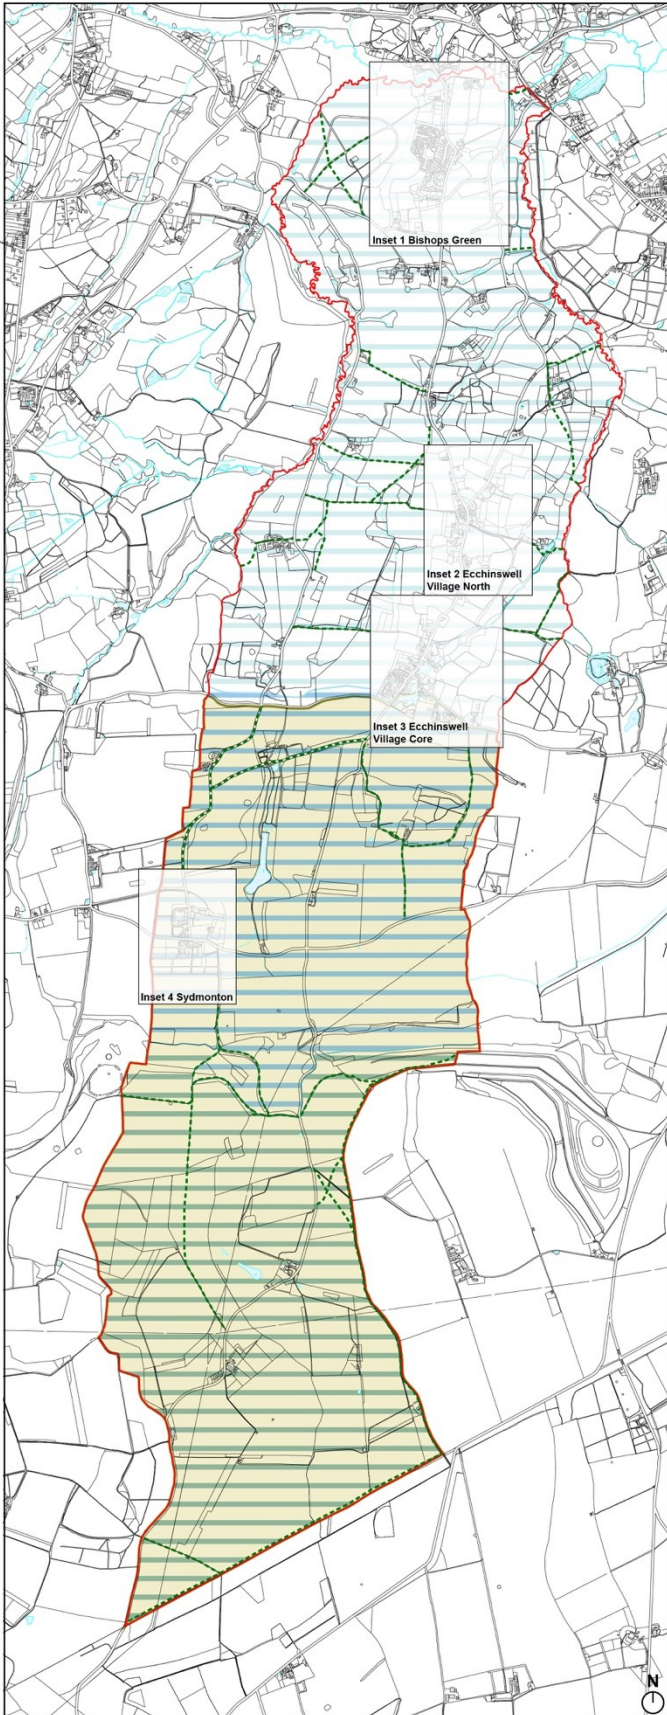 Inset 1 Bishops Green
Inset 2 Ecchinswell
Village North
Inset 3 Ecchinswell
Village Core
Inset 4 Sydmonton
N